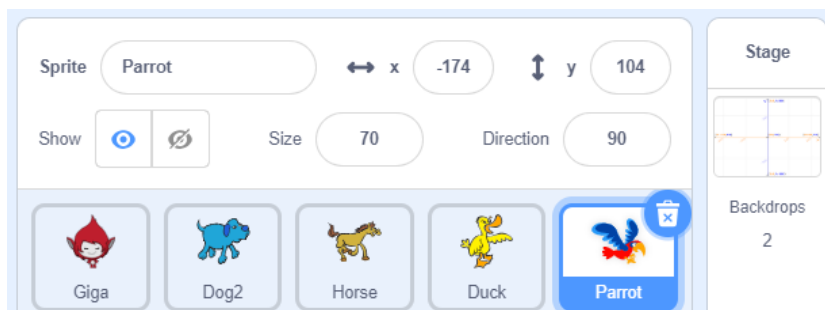 Sprite Parrot x -174 y 104
Show Size 70 Direction 90
Giga Dog2 Horse Duck Parrot
Stage
Backdrops
2